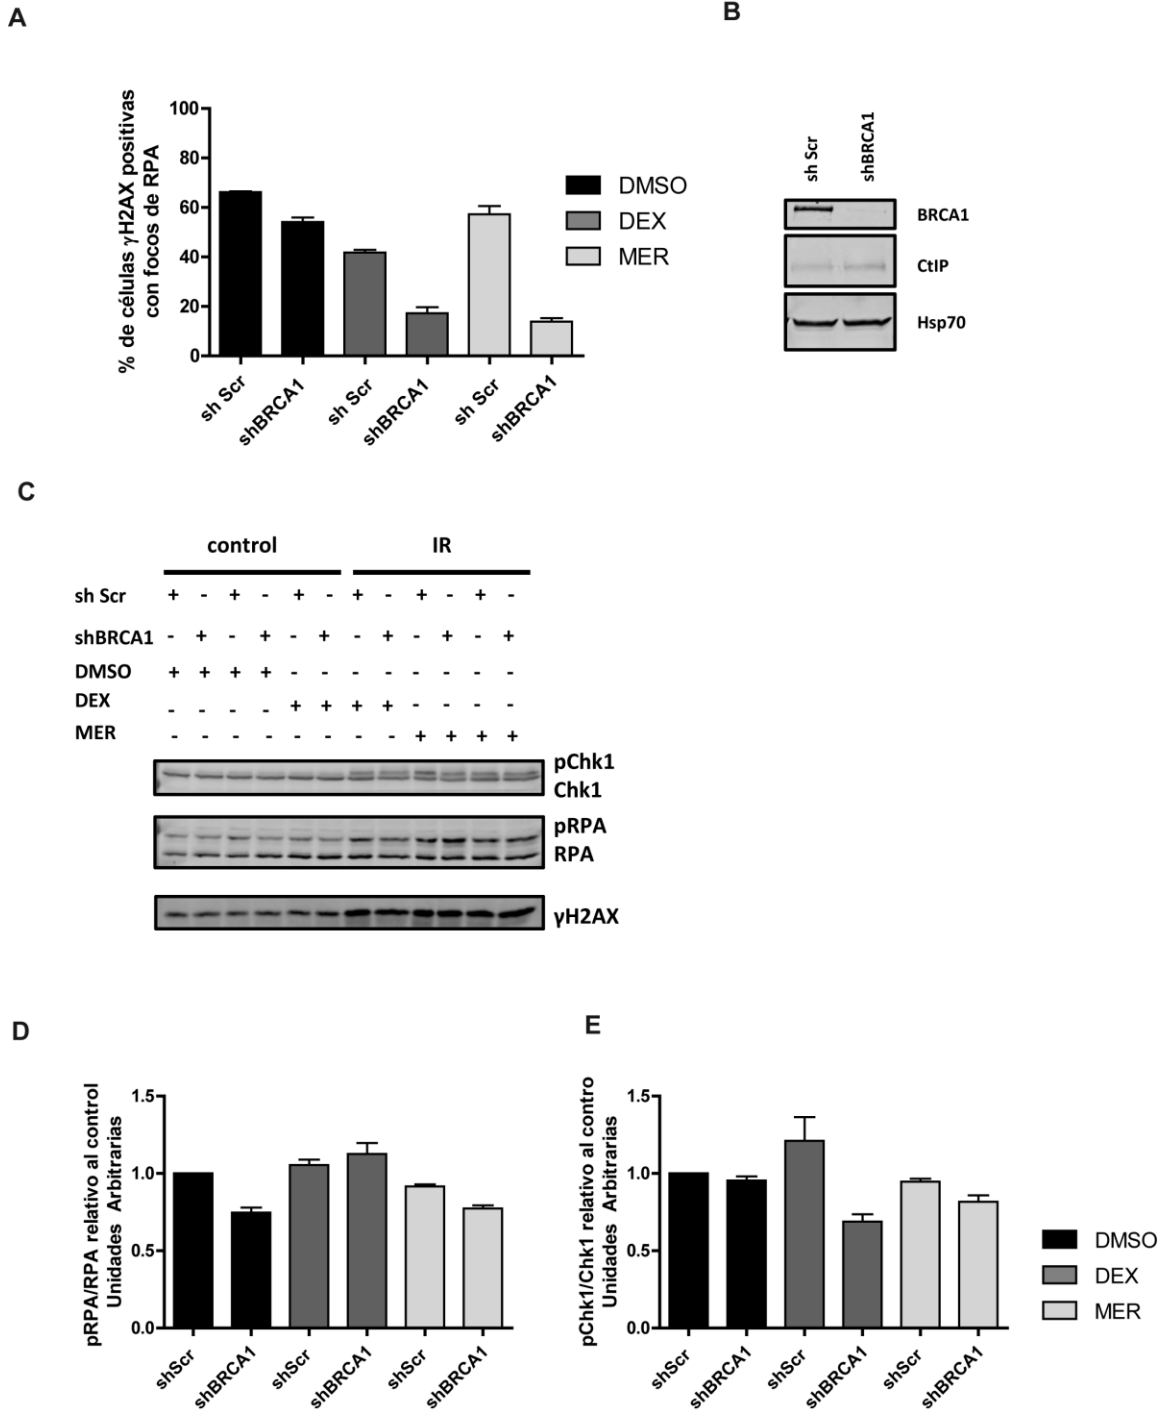 A
B
% de células γH2AX positivas
con focos de RPA
100
80
60
40
20
0
sh Scr
shBRCA1
sh Scr
shBRCA1
sh Scr
shBRCA1
DMSO
DEX
MER
sh Scr
shBRCA1
BRCA1
CtIP
Hsp70
C
control IR
sh Scr + - + - + - + - + - + -
shBRCA1 - + - + - + - + - + - +
DMSO + + + + - - - - - - - -
DEX - - - - + + + + - - - -
MER - - - - - - - - + + + +
pChk1
Chk1
pRPA
RPA
γH2AX
D
pRPA/RPA relativo al control
Unidades Arbitrarias
1.5
1.0
0.5
0.0
shScr
shBRCA1
shScr
shBRCA1
shScr
shBRCA1
E
pChk1/Chk1 relativo al contro
Unidades Arbitrarias
1.5
1.0
0.5
0.0
shScr
shBRCA1
shScr
shBRCA1
shScr
shBRCA1
DMSO
DEX
MER